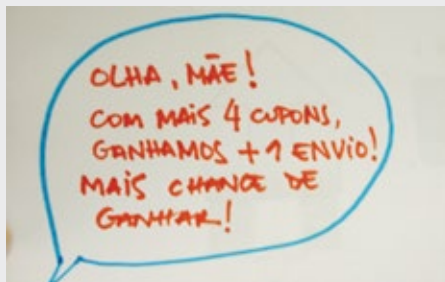 OLHA, MÃE!
COM MAIS 4 CUPONS,
GANHAMOS + 1 ENVIO!
MAIS CHANCE DE
GANHAR!